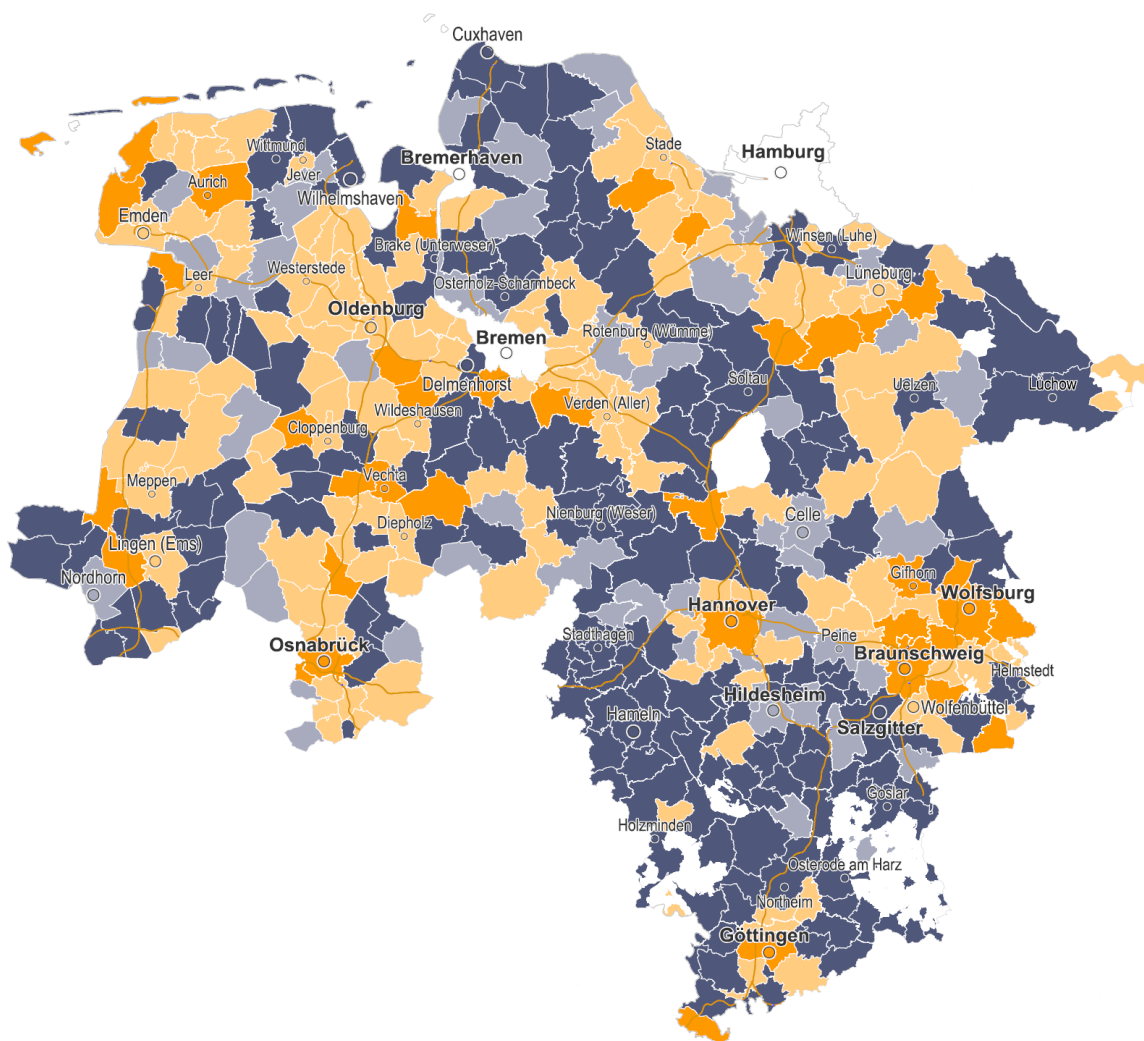 Cuxhaven
Hamburg
Stade
Wittmund
Bremerhaven
Jever
Aurich
Wilhelmshaven
Emden
Winsen (Luhe)
Brake (Unterweser)
Leer
Westerstede
Lüneburg
Osterholz-Scharmbeck
Oldenburg
Rotenburg (Wümme)
Bremen
Delmenhorst
Soltau
Uelzen
Lüchow
Wildeshausen
Verden (Aller)
Cloppenburg
Vechta
Meppen
Nienburg (Weser)
Celle
Diepholz
Lingen (Ems)
Nordhorn
Gifhorn
Wolfsburg
Hannover
Stadthagen
Peine
Osnabrück
Braunschweig
Helmstedt
Hildesheim
Wolfenbüttel
Hameln
Salzgitter
Goslar
Holzminden
Osterode am Harz
Northeim
Göttingen